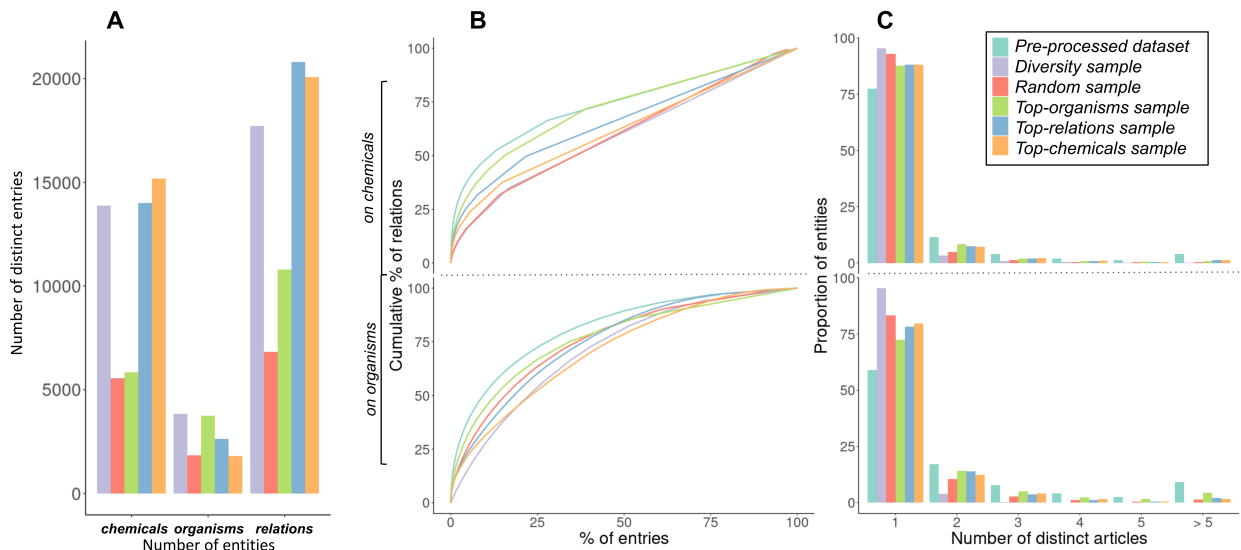 A
B
C
Number of distinct entries
20000
15000
10000
5000
0
chemicals organisms relations
Number of entities
on chemicals
on organisms
Cumulative % of relations
100
75
50
25
0
100
75
50
25
0
0 25 50 75 100
% of entries
Proportion of entities
100
75
50
25
0
100
75
50
25
0
1 2 3 4 5 > 5
Number of distinct articles
Pre-processed dataset
Diversity sample
Random sample
Top-organisms sample
Top-relations sample
Top-chemicals sample